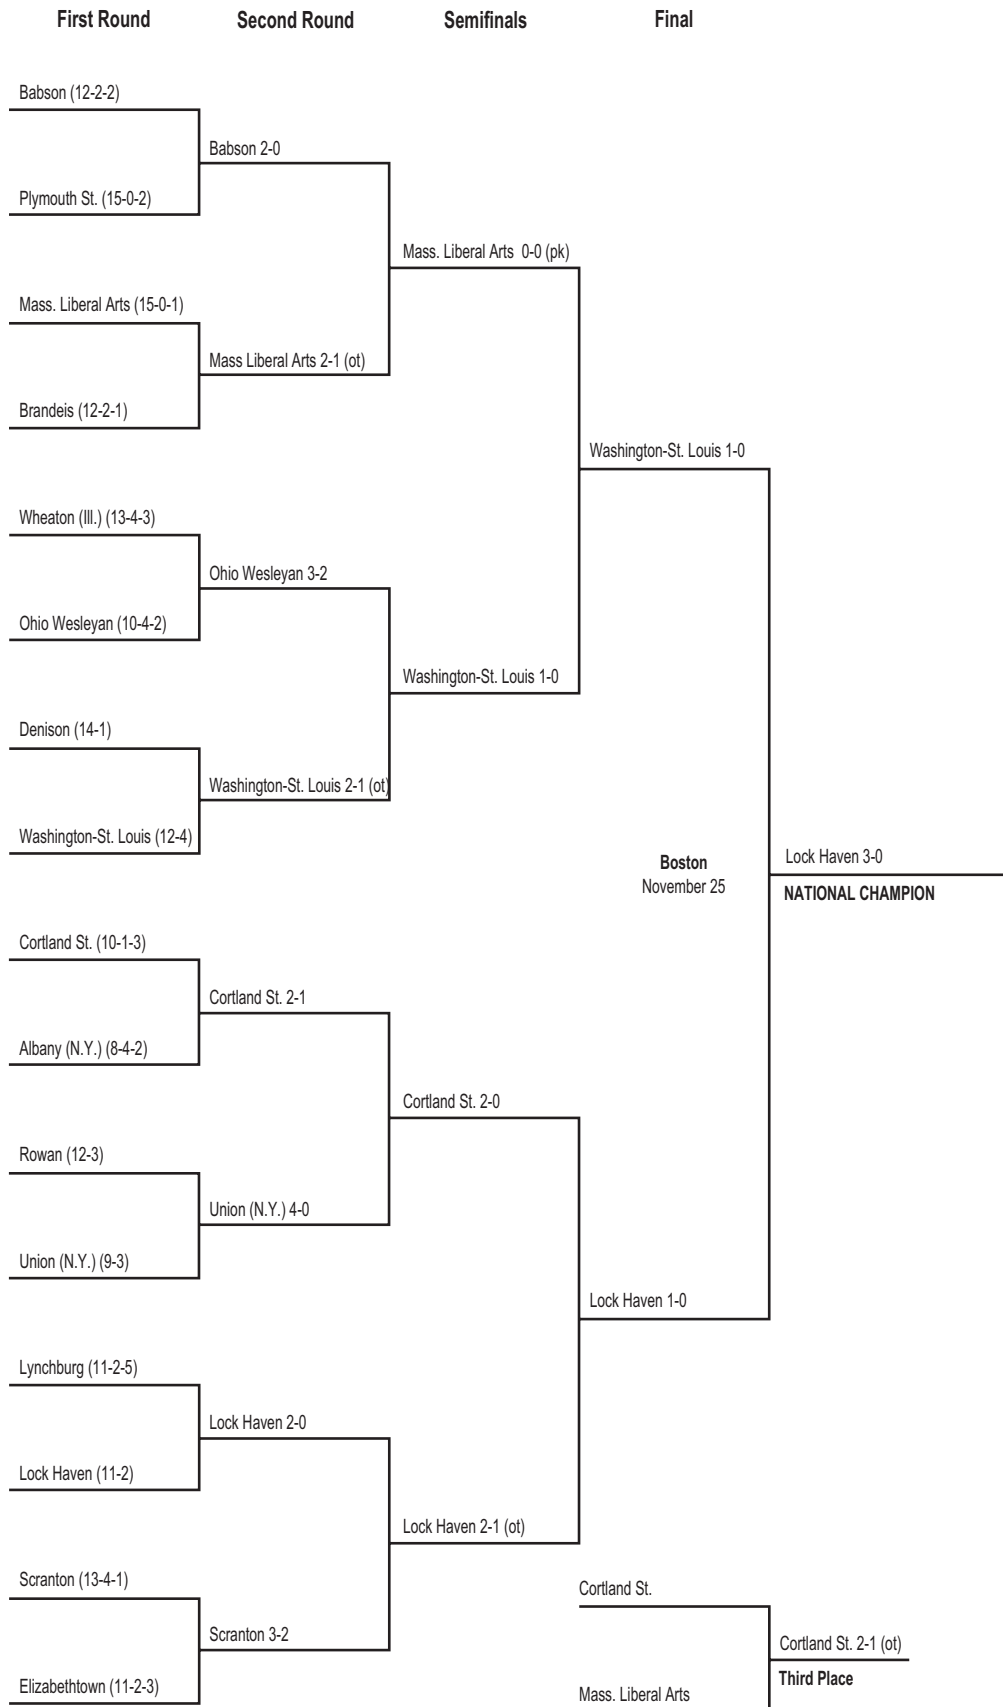 First Round
Second Round
Semifinals
Final
Babson (12-2-2)
Babson 2-0
Plymouth St. (15-0-2)
Mass. Liberal Arts 0-0 (pk)
Mass. Liberal Arts (15-0-1)
Mass Liberal Arts 2-1 (ot)
Brandeis (12-2-1)
Washington-St. Louis 1-0
Wheaton (Ill.) (13-4-3)
Ohio Wesleyan 3-2
Ohio Wesleyan (10-4-2)
Washington-St. Louis 1-0
Denison (14-1)
Washington-St. Louis 2-1 (ot)
Washington-St. Louis (12-4)
Boston
November 25
Lock Haven 3-0
NATIONAL CHAMPION
Cortland St. (10-1-3)
Cortland St. 2-1
Albany (N.Y.) (8-4-2)
Cortland St. 2-0
Rowan (12-3)
Union (N.Y.) 4-0
Union (N.Y.) (9-3)
Lock Haven 1-0
Lynchburg (11-2-5)
Lock Haven 2-0
Lock Haven (11-2)
Lock Haven 2-1 (ot)
Scranton (13-4-1)
Scranton 3-2
Elizabethtown (11-2-3)
Cortland St.
Cortland St. 2-1 (ot)
Third Place
Mass. Liberal Arts